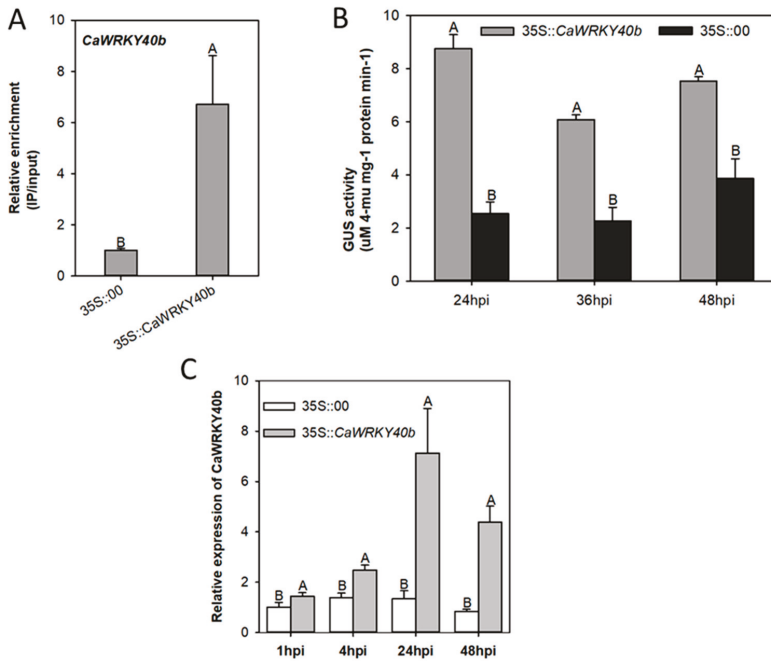 A
CaWRKY40b
Relative enrichment
(IP/input)
10
8
6
4
2
0
B
A
35S::00
35S::CaWRKY40b
B
35S::CaWRKY40b
35S::00
GUS activity
(uM 4-mu mg-1 protein min-1)
10
8
6
4
2
0
A
B
A
B
A
B
24hpi
36hpi
48hpi
C
35S::00
35S::CaWRKY40b
Relative expression of CaWRKY40b
10
8
6
4
2
0
B
A
B
A
B
A
B
A
1hpi
4hpi
24hpi
48hpi